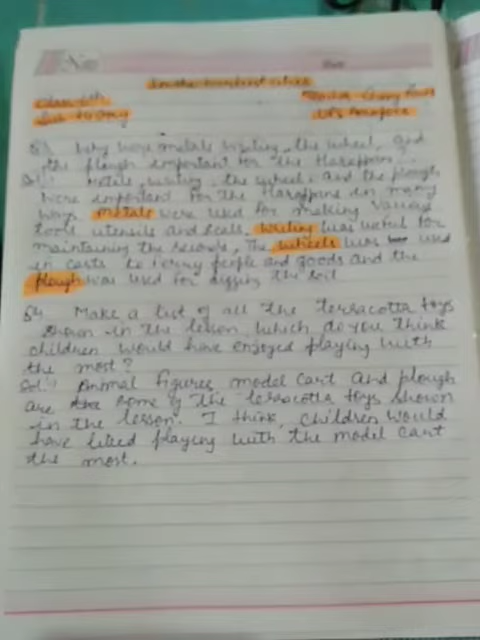 No.
In the earliest cities
Class 6th
Sub History
Q3 Why were metals writing, the wheel, and
the plough important for the Harappans.
Sol:- Metals, writing, the wheel, and the plough
were important for the Harappans in many
ways Metals were used for making various
tools utensils and seals. Writing was useful for
maintaining the records, The wheels was used
in carts to ferry people and goods and the
plough was used for digging the soil
Q4 Make a list of all the terracotta toys
shown in the lesson, which do you think
children would have enjoyed playing with
the most?
Sol:- Animal figures model cart and plough
are some of the terracotta toys shown
in the lesson. I think, children would
have liked playing with the model cart
the most.